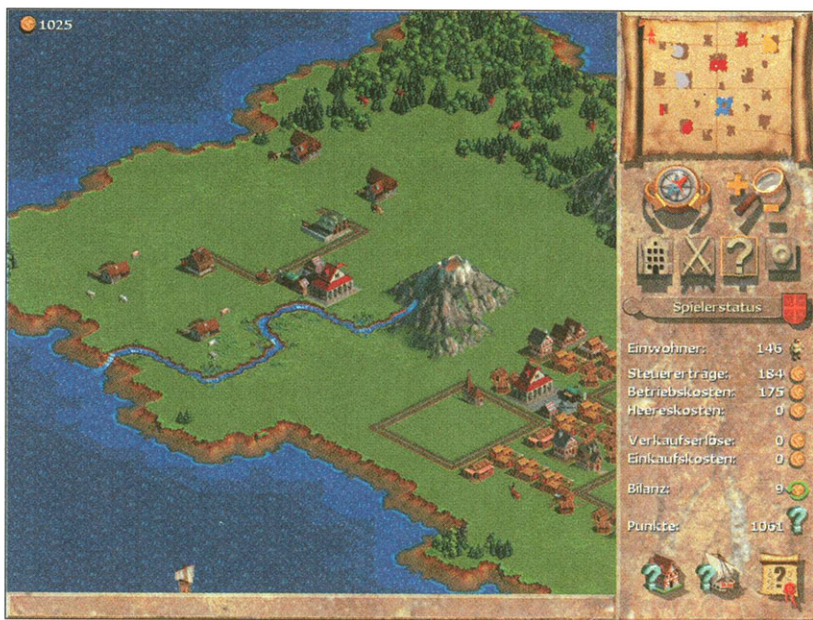 1025
Spielerstatus
Einwohner: 146
Steuererträge: 184
Betriebskosten: 175
Heereskosten: 0
Verkaufserlöse: 0
Einkaufskosten: 0
Bilanz: 9
Punkte: 1061